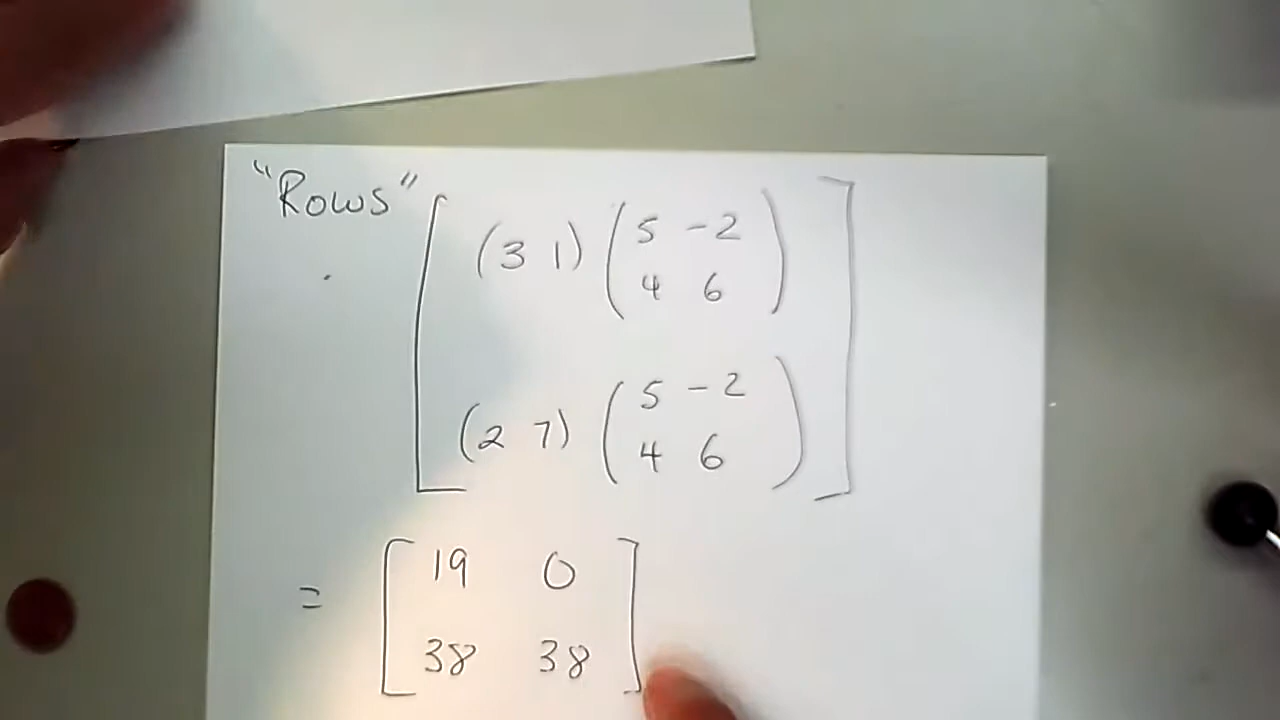 "Rows"
(3 1) (5 -2
4 6)
(2 7) (5 -2
4 6)
= [19 0
38 38]